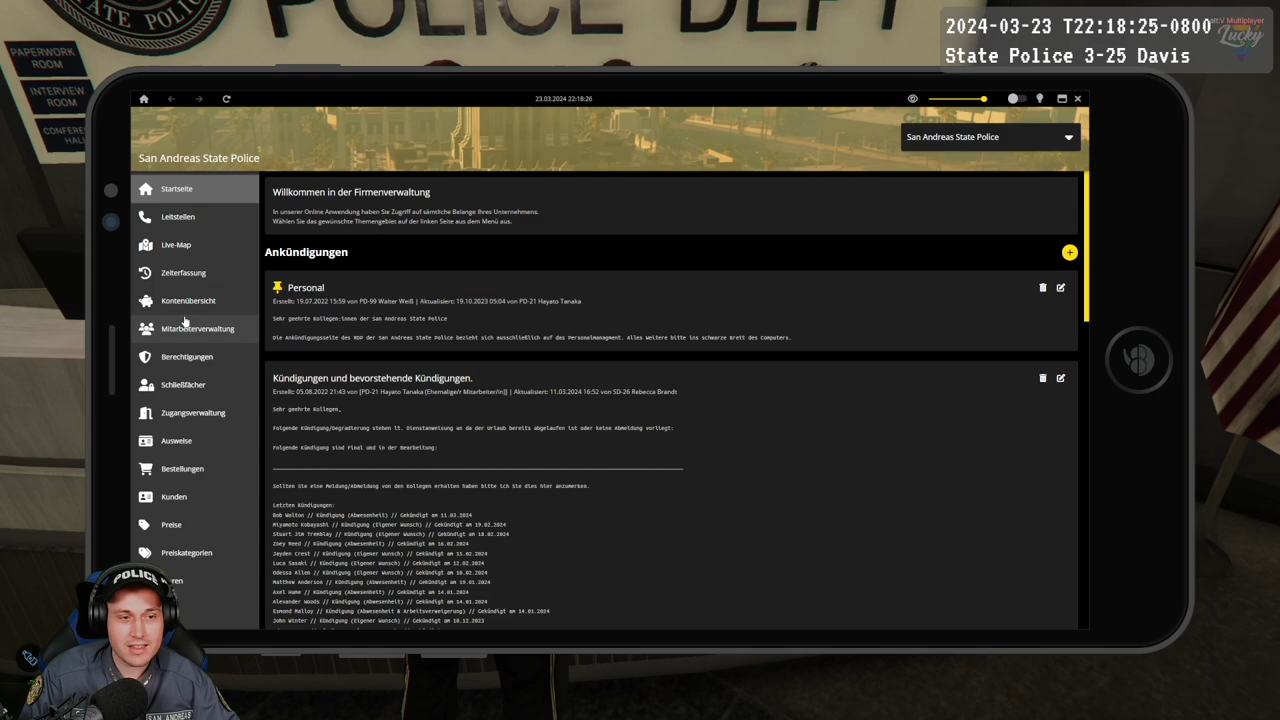 POLICE DEPT
STATE POLICE
PAPERWORK
ROOM
INTERVIEW
ROOM
2024-03-23 T22:18:25-0800
State Police 3-25 Davis
alt:V Multiplayer
Lucky
23.03.2024 22:18:26
San Andreas State Police
San Andreas State Police
Startseite
Leitstellen
Live-Map
Zeiterfassung
Kontenübersicht
Mitarbeiterverwaltung
Berechtigungen
Schließfächer
Zugangsverwaltung
Ausweise
Bestellungen
Kunden
Preise
Preiskategorien
Willkommen in der Firmenverwaltung
In unserer Online Anwendung haben Sie Zugriff auf sämtliche Belange Ihres Unternehmens.
Wählen Sie das gewünschte Themengebiet auf der linken Seite aus dem Menü aus.
Ankündigungen
Personal
Erstellt: 19.07.2022 15:59 von PD-99 Walter Weiß | Aktualisiert: 19.10.2023 05:04 von PD-21 Hayato Tanaka
Sehr geehrte Kollegen:innen der San Andreas State Police
Die Ankündigungsseite des RDP der San Andreas State Police bezieht sich ausschließlich auf das Personalmanagment. Alles Weitere bitte ins schwarze Brett des Computers.
Kündigungen und bevorstehende Kündigungen.
Erstellt: 05.08.2022 21:43 von [PD-21 Hayato Tanaka (Ehemalige/r Mitarbeiter/in)] | Aktualisiert: 11.03.2024 16:52 von SD-26 Rebecca Brandt
Sehr geehrte Kollegen,
Folgende Kündigung/Degradierung stehen lt. Dienstanweisung an da der Urlaub bereits abgelaufen ist oder keine Abmeldung vorliegt:
Folgende Kündigung sind Final und in der Bearbeitung:
Sollten Sie eine Meldung/Abmeldung von den Kollegen erhalten haben bitte ich Sie dies hier anzumerken.
Letzten Kündigungen:
Bob Welton // Kündigung (Abwesenheit) // Gekündigt am 11.03.2024
Miyamoto Kobayashi // Kündigung (Eigener Wunsch) // Gekündigt am 19.02.2024
Stuart Jim Tremblay // Kündigung (Eigener Wunsch) // Gekündigt am 18.02.2024
Zoey Reed // Kündigung (Abwesenheit) // Gekündigt am 16.02.2024
Jayden Crest // Kündigung (Eigener Wunsch) // Gekündigt am 15.02.2024
Luca Sasaki // Kündigung (Eigener Wunsch) // Gekündigt am 12.02.2024
Odessa Allen // Kündigung (Eigener Wunsch) // Gekündigt am 10.02.2024
Matthew Anderson // Kündigung (Abwesenheit) // Gekündigt am 19.01.2024
Axel Hume // Kündigung (Abwesenheit) // Gekündigt am 14.01.2024
Alexander Woods // Kündigung (Abwesenheit) // Gekündigt am 14.01.2024
Esmond Malloy // Kündigung (Abwesenheit & Arbeitsverweigerung) // Gekündigt am 14.01.2024
John Winter // Kündigung (Eigener Wunsch) // Gekündigt am 10.12.2023
POLICE
SAN ANDREAS